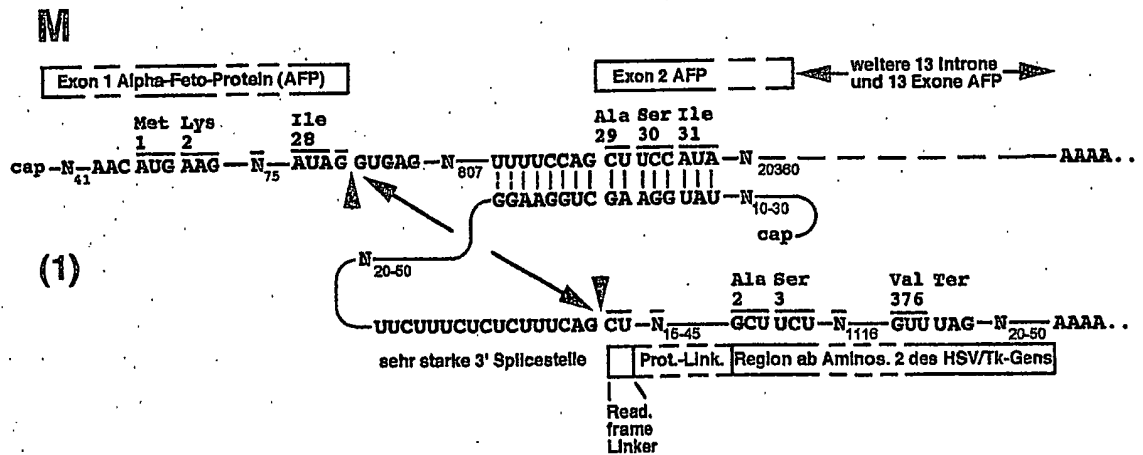 M
Exon 1 Alpha-Feto-Protein (AFP)
Exon 2 AFP
weitere 13 Introne
und 13 Exone AFP
Met Lys Ile Ala Ser Ile
1 2 28 29 30 31
cap-N41-AAC AUG AAG-N75-AUAG GUGAG-N807-UUUUCCAG CU UCC AUA-N20360 AAAA..
GGAAGGUC GA AGG UAU-N10-30
cap
(1)
N20-50
Ala Ser Val Ter
2 3 376
UUCUUUCUCUCUUUCAG CU-N15-45-GCU UCU-N1116-GUU UAG-N20-50-AAAA..
sehr starke 3' Splicestelle
Prot.-Link.
Region ab Aminos. 2 des HSV/Tk-Gens
Read.
frame
Linker